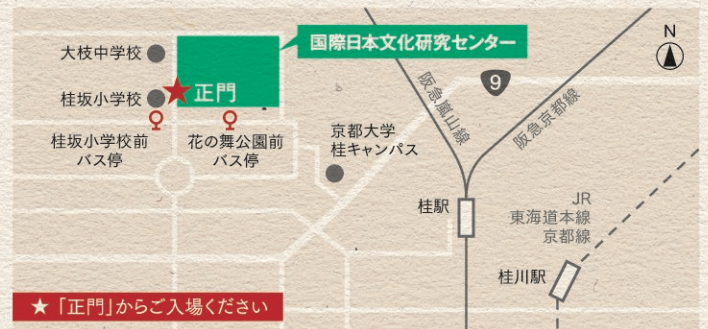 国際日本文化研究センター
N
大枝中学校
9
桂坂小学校
正門
阪急嵐山線
阪急京都線
桂坂小学校前
バス停
花の舞公園前
バス停
京都大学
桂キャンパス
桂駅
JR
東海道本線
京都線
桂川駅
★「正門」からご入場ください